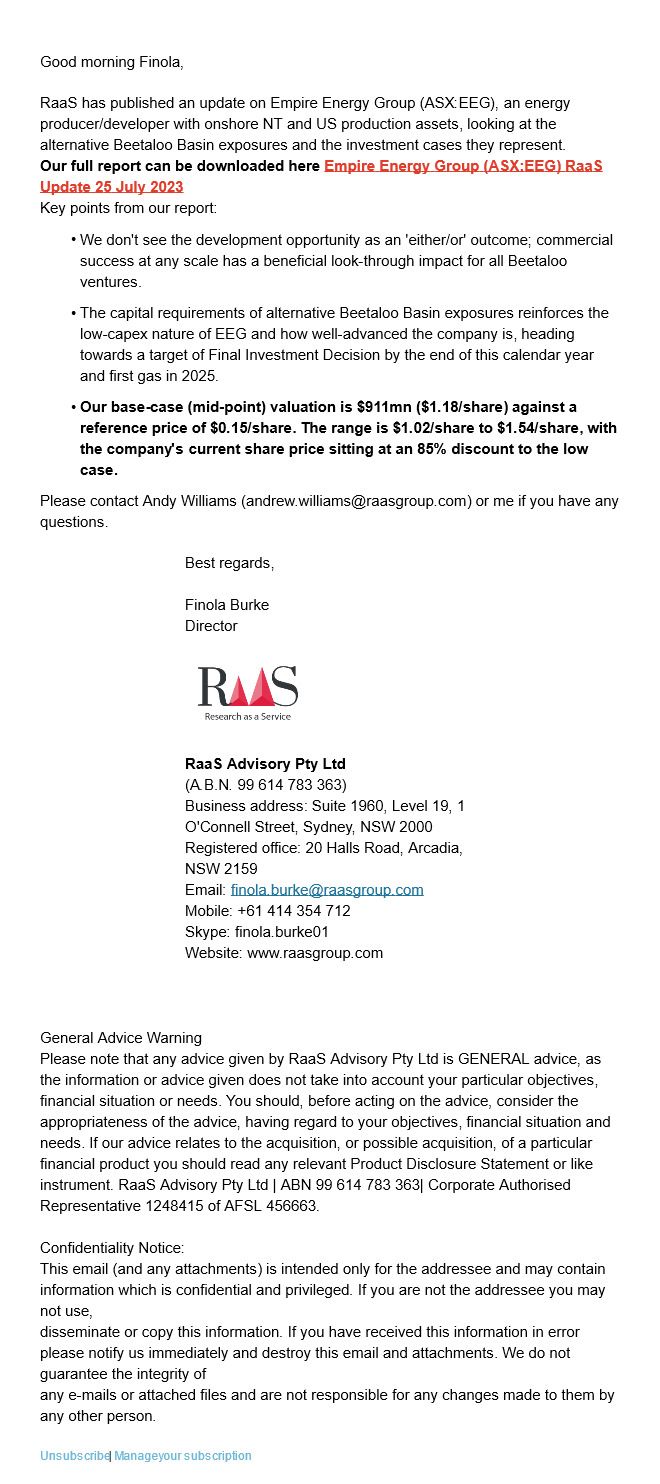 Good morning Finola,
RaaS has published an update on Empire Energy Group (ASX:EEG), an energy
producer/developer with onshore NT and US production assets, looking at the
alternative Beetaloo Basin exposures and the investment cases they represent.
Our full report can be downloaded here Empire Energy Group (ASX:EEG) RaaS
Update 25 July 2023
Key points from our report:
• We don't see the development opportunity as an 'either/or' outcome; commercial
success at any scale has a beneficial look-through impact for all Beetaloo
ventures.
• The capital requirements of alternative Beetaloo Basin exposures reinforces the
low-capex nature of EEG and how well-advanced the company is, heading
towards a target of Final Investment Decision by the end of this calendar year
and first gas in 2025.
• Our base-case (mid-point) valuation is $911mn ($1.18/share) against a
reference price of $0.15/share. The range is $1.02/share to $1.54/share, with
the company's current share price sitting at an 85% discount to the low
case.
Please contact Andy Williams (andrew.williams@raasgroup.com) or me if you have any
questions.
Best regards,
Finola Burke
Director
RAAS
Research as a Service
RaaS Advisory Pty Ltd
(A.B.N. 99 614 783 363)
Business address: Suite 1960, Level 19, 1
O'Connell Street, Sydney, NSW 2000
Registered office: 20 Halls Road, Arcadia,
NSW 2159
Email: finola.burke@raasgroup.com
Mobile: +61 414 354 712
Skype: finola.burke01
Website: www.raasgroup.com
General Advice Warning
Please note that any advice given by RaaS Advisory Pty Ltd is GENERAL advice, as
the information or advice given does not take into account your particular objectives,
financial situation or needs. You should, before acting on the advice, consider the
appropriateness of the advice, having regard to your objectives, financial situation and
needs. If our advice relates to the acquisition, or possible acquisition, of a particular
financial product you should read any relevant Product Disclosure Statement or like
instrument. RaaS Advisory Pty Ltd | ABN 99 614 783 363| Corporate Authorised
Representative 1248415 of AFSL 456663.
Confidentiality Notice:
This email (and any attachments) is intended only for the addressee and may contain
information which is confidential and privileged. If you are not the addressee you may
not use,
disseminate or copy this information. If you have received this information in error
please notify us immediately and destroy this email and attachments. We do not
guarantee the integrity of
any e-mails or attached files and are not responsible for any changes made to them by
any other person.
Unsubscribe| Manageyour subscription